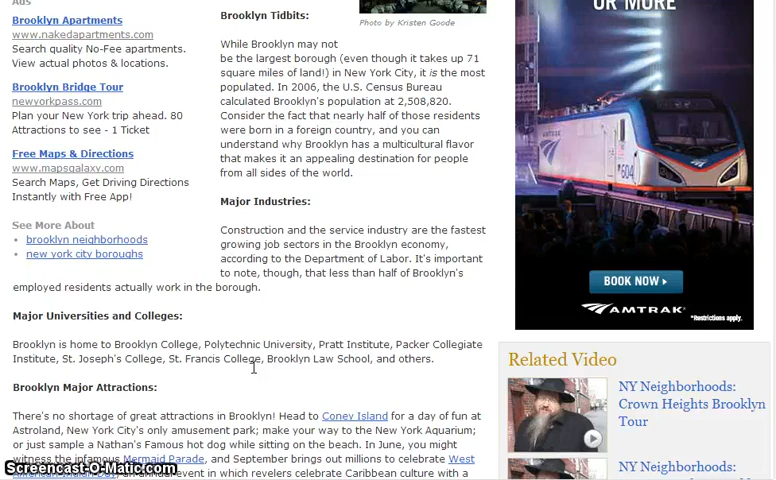 Ads
Brooklyn Apartments
www.nakedapartments.com
Search quality No-Fee apartments.
View actual photos & locations.
Brooklyn Bridge Tour
newyorkpass.com
Plan your New York trip ahead. 80
Attractions to see - 1 Ticket
Free Maps & Directions
www.mapsgalaxy.com
Search Maps, Get Driving Directions
Instantly with Free App!
See More About
brooklyn neighborhoods
new york city boroughs
Brooklyn Tidbits:
Photo by Kristen Goode
While Brooklyn may not
be the largest borough (even though it takes up 71
square miles of land!) in New York City, it is the most
populated. In 2006, the U.S. Census Bureau
calculated Brooklyn's population at 2,508,820.
Consider the fact that nearly half of those residents
were born in a foreign country, and you can
understand why Brooklyn has a multicultural flavor
that makes it an appealing destination for people
from all sides of the world.
Major Industries:
Construction and the service industry are the fastest
growing job sectors in the Brooklyn economy,
according to the Department of Labor. It's important
to note, though, that less than half of Brooklyn's
employed residents actually work in the borough.
Major Universities and Colleges:
Brooklyn is home to Brooklyn College, Polytechnic University, Pratt Institute, Packer Collegiate
Institute, St. Joseph's College, St. Francis College, Brooklyn Law School, and others.
Brooklyn Major Attractions:
There's no shortage of great attractions in Brooklyn! Head to Coney Island for a day of fun at
Astroland, New York City's only amusement park; make your way to the New York Aquarium;
or just sample a Nathan's Famous hot dog while sitting on the beach. In June, you might
witness the infamous Mermaid Parade, and September brings out millions to celebrate West
an annual event in which revelers celebrate Caribbean culture with a
Screencast-O-Matic.com
OR MORE
AMTRAK
604
BOOK NOW
AMTRAK
*Restrictions apply.
Related Video
NY Neighborhoods:
Crown Heights Brooklyn
Tour
NY Neighborhoods: